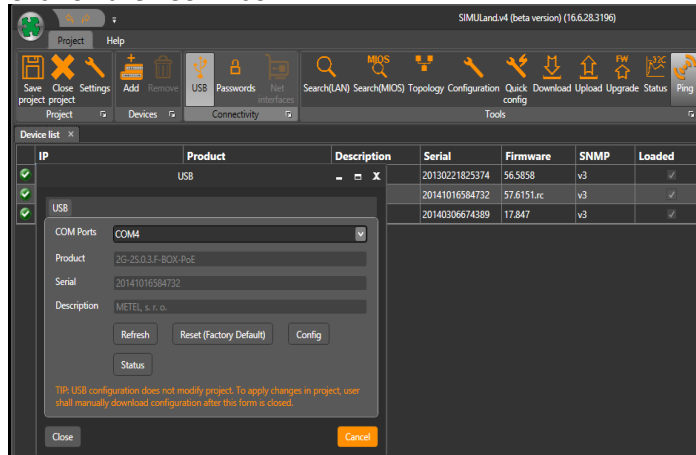 SIMULand.v4 (beta version) (16.6.28.3196)
Project Help
Save project Close project Settings Add Remove USB Passwords Net interfaces Search(LAN) Search(MIOS) Topology Configuration Quick config Download Upload Upgrade Status Ping
MIOS FW
Project Devices Connectivity Tools
Device list ×
IP Product Description Serial Firmware SNMP Loaded
USB 20130221825374 56.5858 v3
20141016584732 57.6151.rc v3
USB 20140306674389 17.847 v3
COM Ports COM4
Product 2G-2S.0.3.F-BOX-PoE
Serial 20141016584732
Description METEL, s. r. o.
Refresh Reset (Factory Default) Config
Status
TIP: USB configuration does not modify project. To apply changes in project, user
shall manually download configuration after this form is closed.
Close Cancel